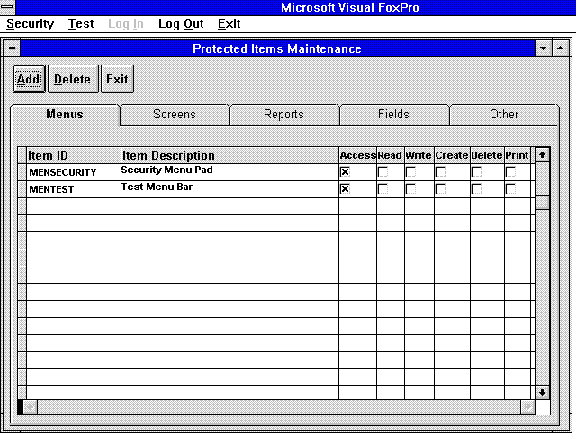 Microsoft Visual FoxPro
Security Test Log In Log Out Exit
Protected Items Maintenance
Add Delete Exit
Menus Screens Reports Fields Other
Item ID Item Description Access Read Write Create Delete Print
MENSECURITY Security Menu Pad
MENTEST Test Menu Bar